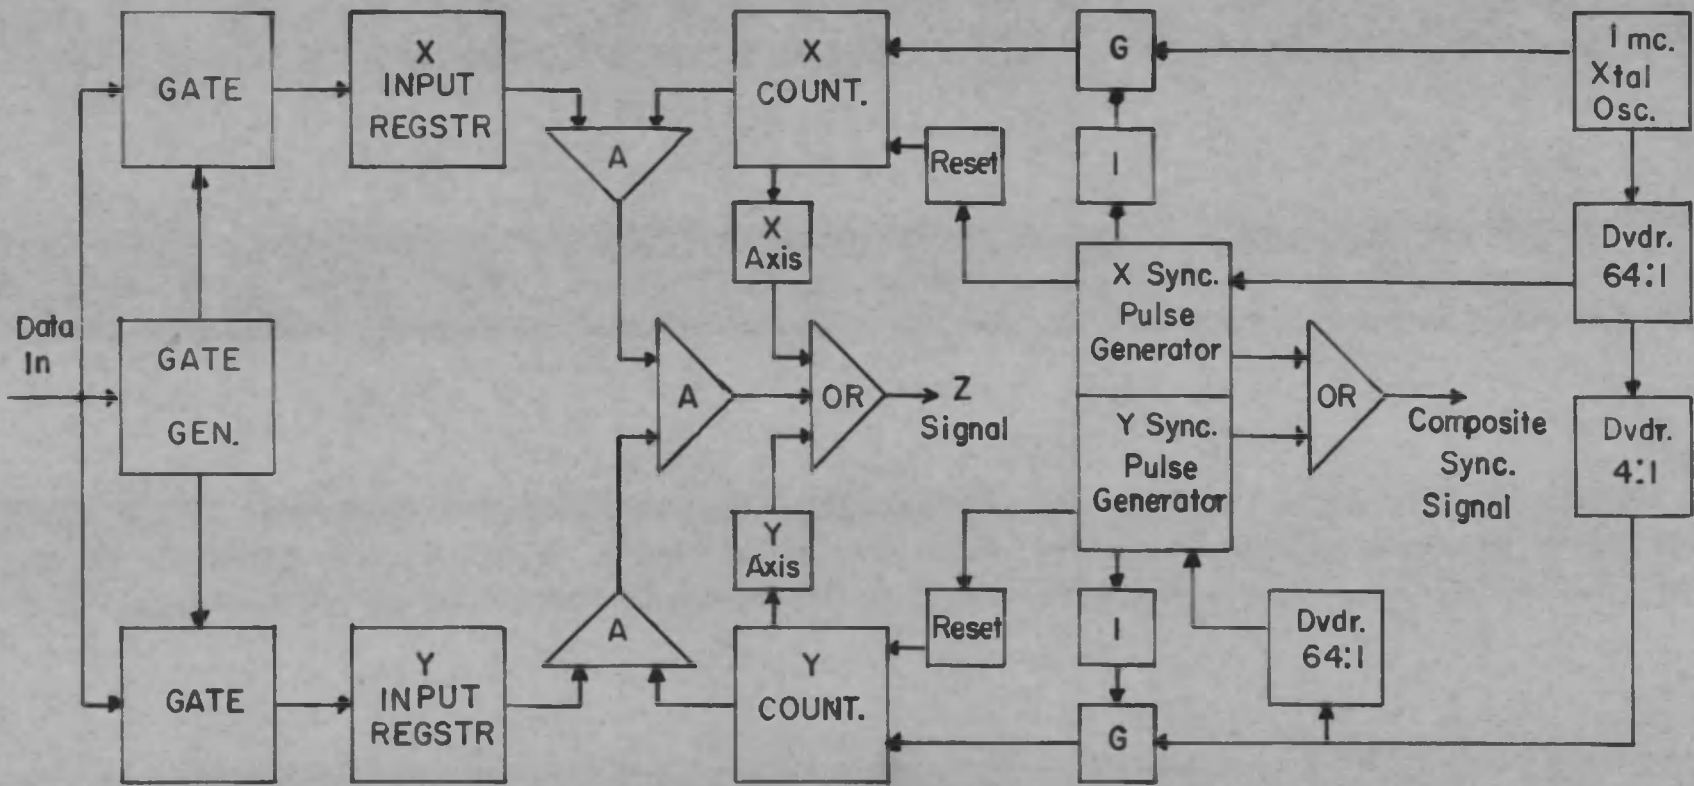 GATE
X
INPUT
REGSTR
A
X
COUNT.
Reset
G
I
1 mc.
Xtal
Osc.
X
Axis
Dvdr.
64:1
Data
In
GATE
GEN.
A
OR
Z
Signal
X Sync.
Pulse
Generator
Y Sync.
Pulse
Generator
OR
Composite
Sync.
Signal
Dvdr.
4:1
Y
Axis
GATE
Y
INPUT
REGSTR
A
Y
COUNT.
Reset
I
G
Dvdr.
64:1